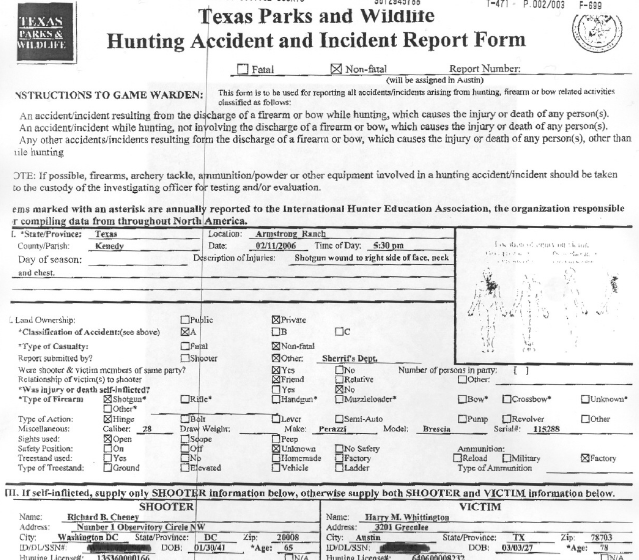 TEXAS PARKS & WILDLIFE
T-471 P.002/003 F-699
Texas Parks and Wildlife
Hunting Accident and Incident Report Form
Fatal Non-fatal Report Number:
(will be assigned in Austin)
NSTRUCTIONS TO GAME WARDEN: This form is to be used for reporting all accidents/incidents arising from hunting, firearm or bow related activities
classified as follows:
An accident/incident resulting from the discharge of a firearm or bow while hunting, which causes the injury or death of any person(s).
An accident/incident while hunting, not involving the discharge of a firearm or bow, which causes the injury or death of any person(s).
Any other accidents/incidents resulting form the discharge of a firearm or bow, which causes injury or death of any person(s), other than
hunting
OTE: If possible, firearms, archery tackle, ammunition/powder or other equipment involved in a hunting accident/incident should be taken
to the custody of the investigating officer for testing and/or evaluation.
ems marked with an asterisk are annually reported to the International Hunter Education Association, the organization responsible
r compiling data from throughout North America.
I. *State/Province: Texas Location: Armstrong Ranch
County/Parish: Kenedy Date: 02/11/2006 Time of Day: 5:30 pm
Day of season: Description of Injuries: Shotgun wound to right side of face, neck
and chest.
Land Ownership: Public Private
*Classification of Accident:(see above) A B C
*Type of Casualty: Fatal Non-fatal
Report submitted by? Shooter Other: Sherrif's Dept.
Were shooter & victim members of same party? Yes No Number of persons in party: [ ]
Relationship of victim(s) to shooter Friend Relative Other:
*Was injury or death self-inflicted? Yes No
*Type of Firearm Shotgun* Rifle* Handgun* Muzzleloader* Bow* Crossbow* Unknown*
Other*
Type of Action: Hinge Bolt Lever Semi-Auto Pump Revolver Other
Miscellaneous: Caliber: 28 Draw Weight: Make: Perazzi Model: Brescia Serial#: 115288
Sights used: Open Scope Peep
Safety Position: On Off Unknown No Safety Ammunition:
Treestand used: Yes No Homemade Factory Reload Military Factory
Type of Treestand: Ground Elevated Vehicle Ladder Type of Ammunition
III. If self-inflicted, supply only SHOOTER information below, otherwise supply both SHOOTER and VICTIM information below.
SHOOTER VICTIM
Name: Richard B. Cheney Name: Harry M. Whittington
Address: Number 1 Observitory Circle NW Address: 3201 Greenlee
City: Washington DC State/Province: DC Zip: 20008 City: Austin State/Province: TX Zip: 78703
ID/DL/SSN# DOB: 01/30/41 *Age: 65 ID/DL/SSN: DOB: 03/03/27 *Age: 78
Hunting License# N/A Hunting License# N/A